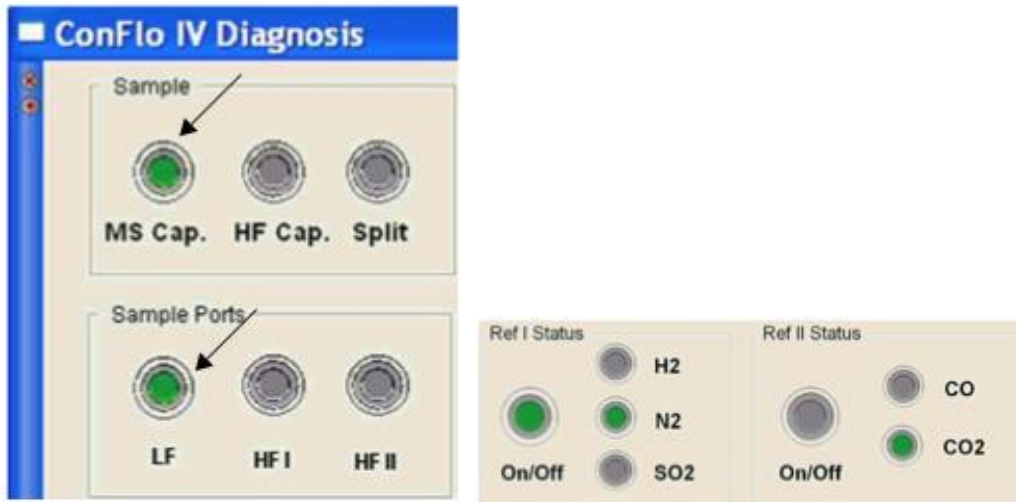 ConFlo IV Diagnosis
Sample
MS Cap. HF Cap. Split
Sample Ports
LF HF I HF II
Ref I Status
H2
N2
On/Off SO2
Ref II Status
CO
CO2
On/Off